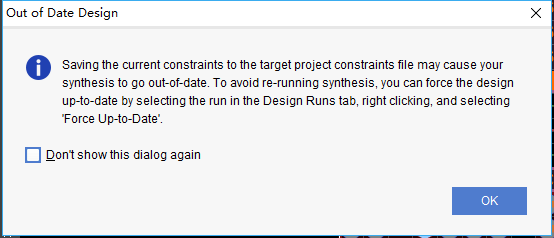 Out of Date Design
Saving the current constraints to the target project constraints file may cause your
synthesis to go out-of-date. To avoid re-running synthesis, you can force the design
up-to-date by selecting the run in the Design Runs tab, right clicking, and selecting
'Force Up-to-Date'.
Don't show this dialog again
OK